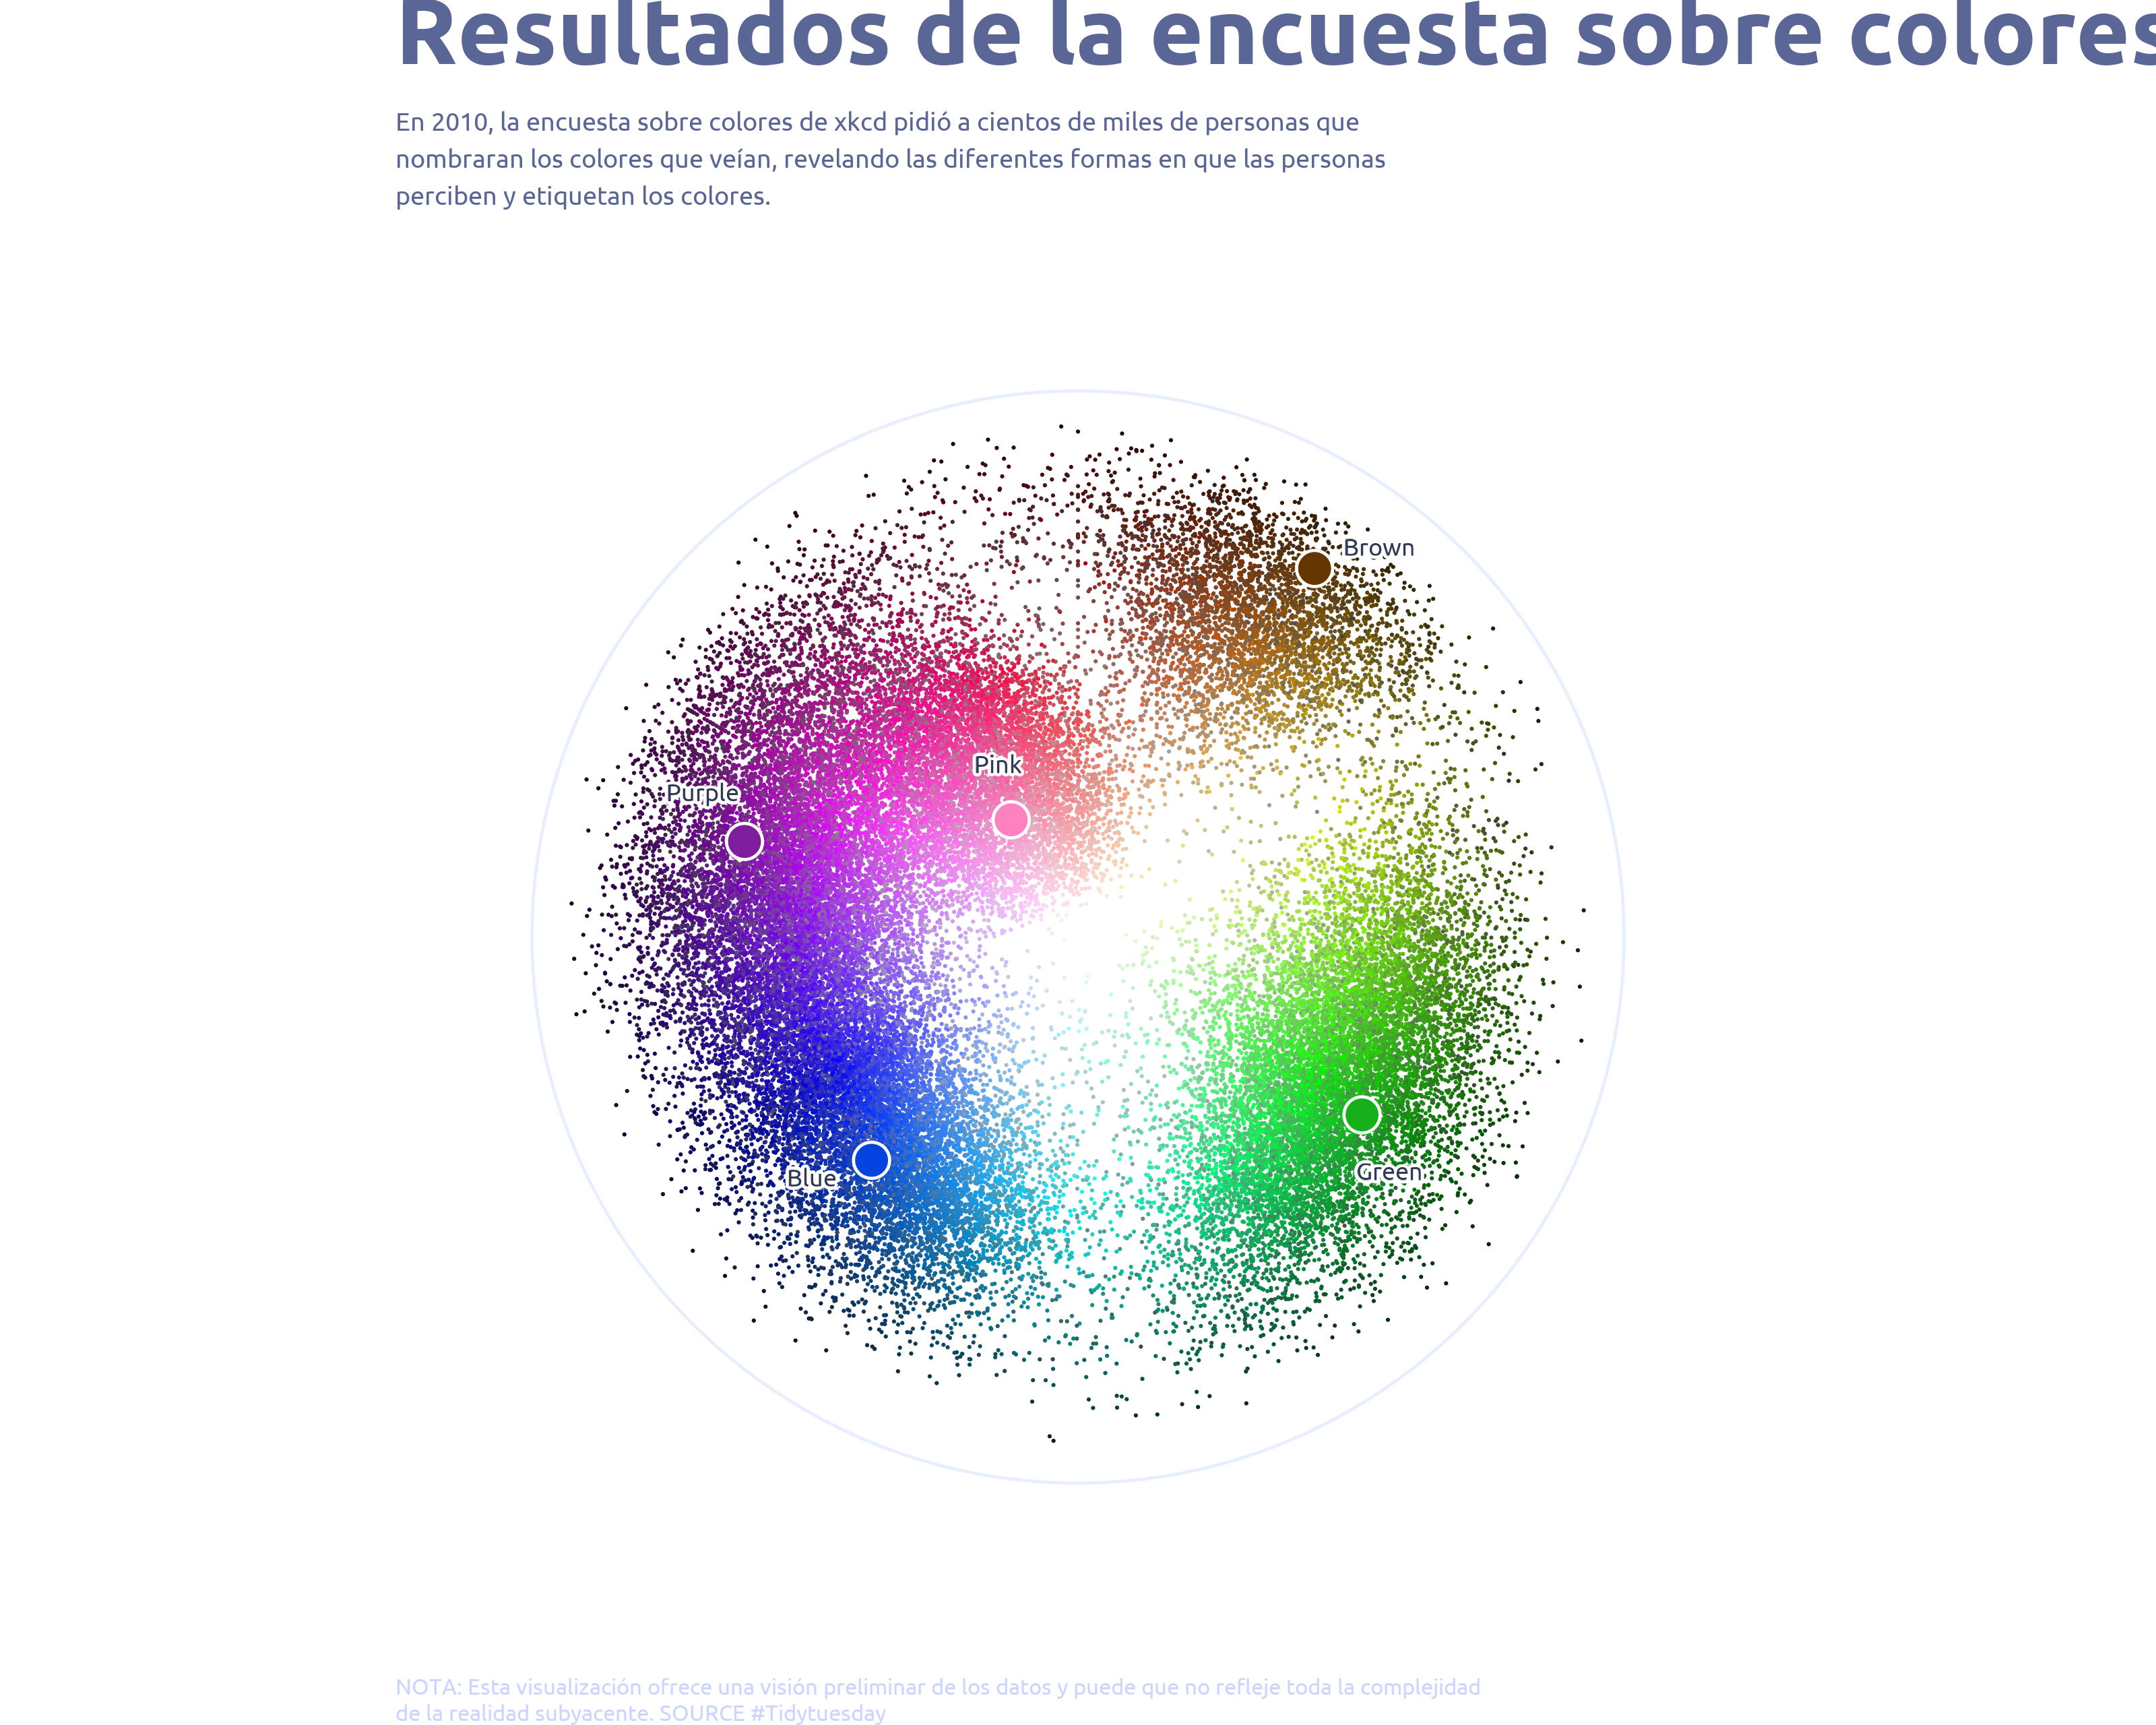 Resultados de la encuesta sobre colores
En 2010, la encuesta sobre colores de xkcd pidió a cientos de miles de personas que
nombraran los colores que veían, revelando las diferentes formas en que las personas
perciben y etiquetan los colores.
Brown
Pink
Purple
Green
Blue
NOTA: Esta visualización ofrece una visión preliminar de los datos y puede que no refleje toda la complejidad
de la realidad subyacente. SOURCE #Tidytuesday